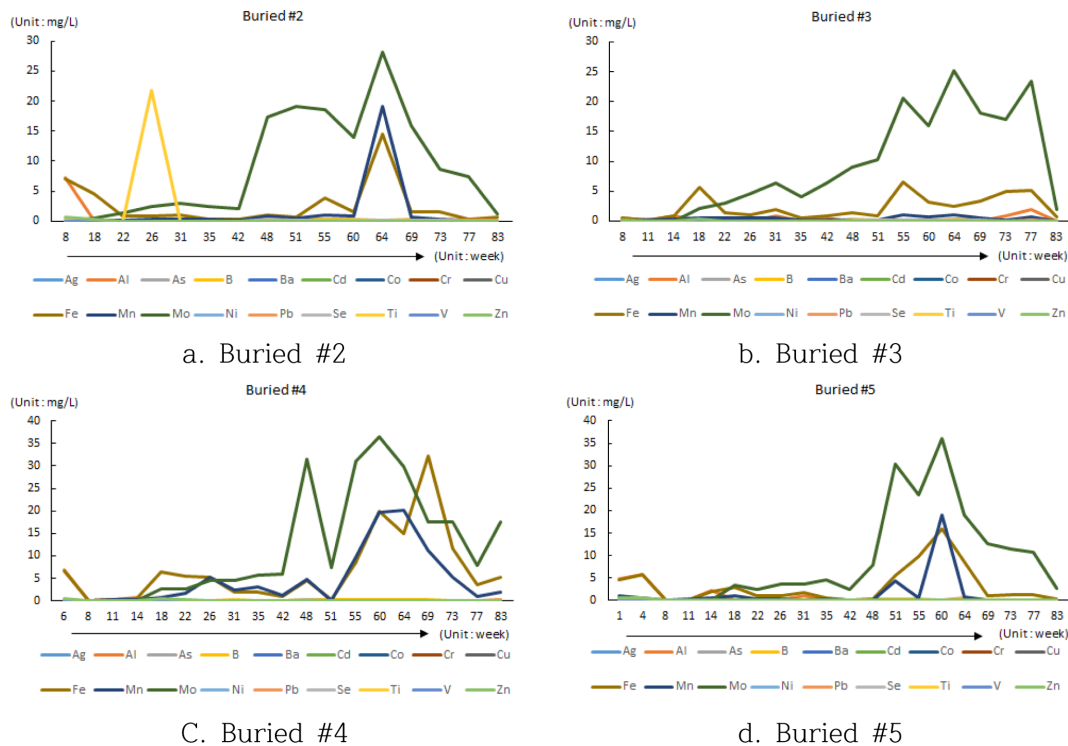 Buried #2
(Unit : mg/L)
30
25
20
15
10
5
0
8 18 22 26 31 35 42 48 51 55 60 64 69 73 77 83
(Unit : week)
Ag Al As B Ba Cd Co Cr Cu
Fe Mn Mo Ni Pb Se Ti V Zn
a. Buried #2
Buried #3
(Unit : mg/L)
30
25
20
15
10
5
0
8 11 14 18 22 26 31 35 42 48 51 55 60 64 69 73 77 83
(Unit : week)
Ag Al As B Ba Cd Co Cr Cu
Fe Mn Mo Ni Pb Se Ti V Zn
b. Buried #3
Buried #4
(Unit : mg/L)
40
35
30
25
20
15
10
5
0
6 8 11 14 18 22 26 31 35 42 48 51 55 60 64 69 73 77 83
(Unit : week)
Ag Al As B Ba Cd Co Cr Cu
Fe Mn Mo Ni Pb Se Ti V Zn
C. Buried #4
Buried #5
(Unit : mg/L)
40
35
30
25
20
15
10
5
0
1 4 8 11 14 18 22 26 31 35 42 48 51 55 60 64 69 73 77 83
(Unit : week)
Ag Al As B Ba Cd Co Cr Cu
Fe Mn Mo Ni Pb Se Ti V Zn
d. Buried #5